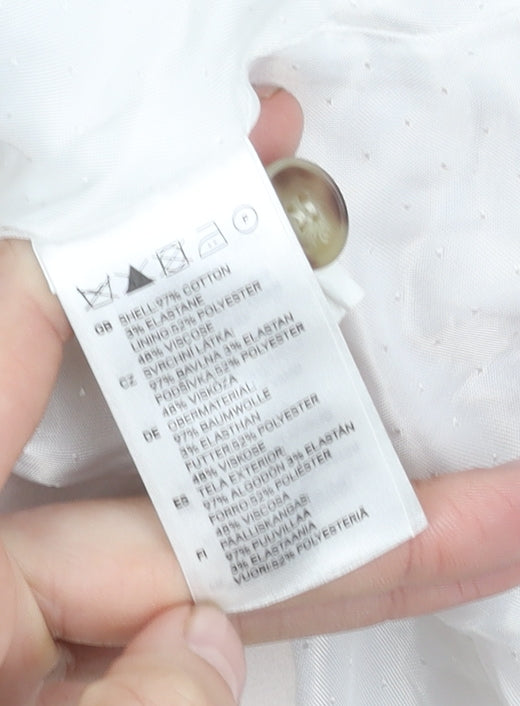 P
GB SHELL:97% COTTON
3% ELASTANE
LINING:52% POLYESTER
48% VISCOSE
CZ SVRCHNÍ LÁTKA:
97% BAVLNA 3% ELASTAN
PODŠÍVKA 52% POLYESTER
48% VISKÓZA
DE OBERMATERIAL:
97% BAUMWOLLE
3% ELASTHAN
FUTTER 52% POLYESTER
48% VISKOSE
ES TELA EXTERIOR:
97% ALGODÓN 3% ELASTÁN
FORRO 52% POLIÉSTER
48% VISCOSA
FI PÄÄLLISKANGAS:
97% PUUVILLAA
3% ELASTAANIA
VUORI 52% POLYESTERIÄ